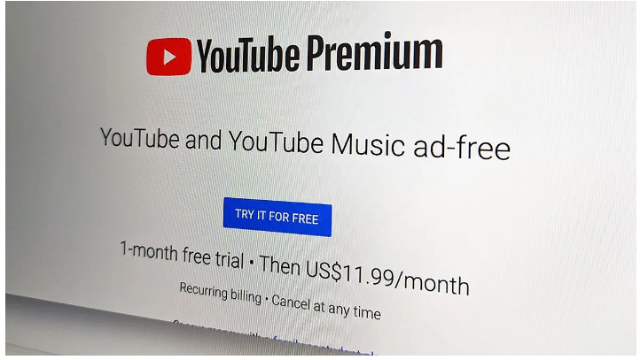 YouTube Premium
YouTube and YouTube Music ad-free
TRY IT FOR FREE
1-month free trial • Then US$11.99/month
Recurring billing • Cancel at any time